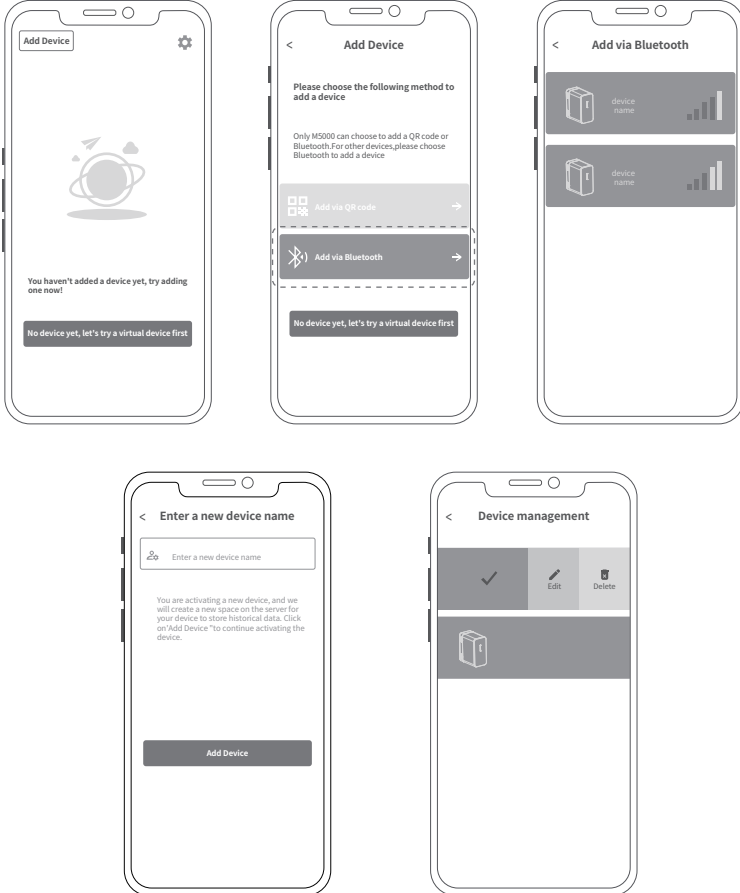 Add Device
You haven't added a device yet, try adding
one now!
No device yet, let's try a virtual device first
< Add Device
Please choose the following method to
add a device
Only M5000 can choose to add a QR code or
Bluetooth.For other devices,please choose
Bluetooth to add a device
Add via QR code
Add via Bluetooth
No device yet, let's try a virtual device first
< Add via Bluetooth
device
name
device
name
< Enter a new device name
Enter a new device name
You are activating a new device, and we
will create a new space on the server for
your device to store historical data. Click
on'Add Device "to continue activating the
device.
Add Device
< Device management
Edit
Delete